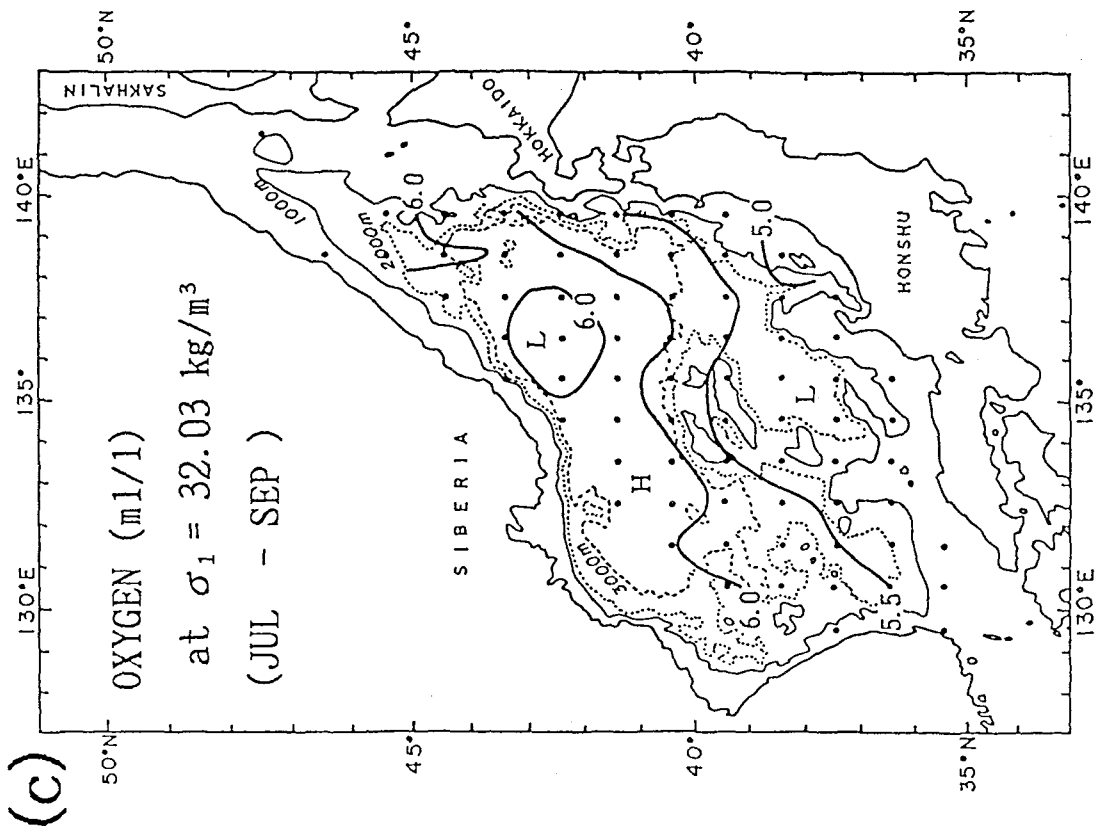 (c)
OXYGEN (ml/l)
at σ₁ = 32.03 kg/m³
(JUL - SEP )
130°E
135°
140°E
50°N
50°N
45°
45°
40°
40°
35°N
35°N
130°E
135°
140°E
SAKHALIN
HOKKAIDO
SIBERIA
KONSHU
1000m
2000m
3000m
6.0
6.0
6.0
5.5
5.0
L
H
L